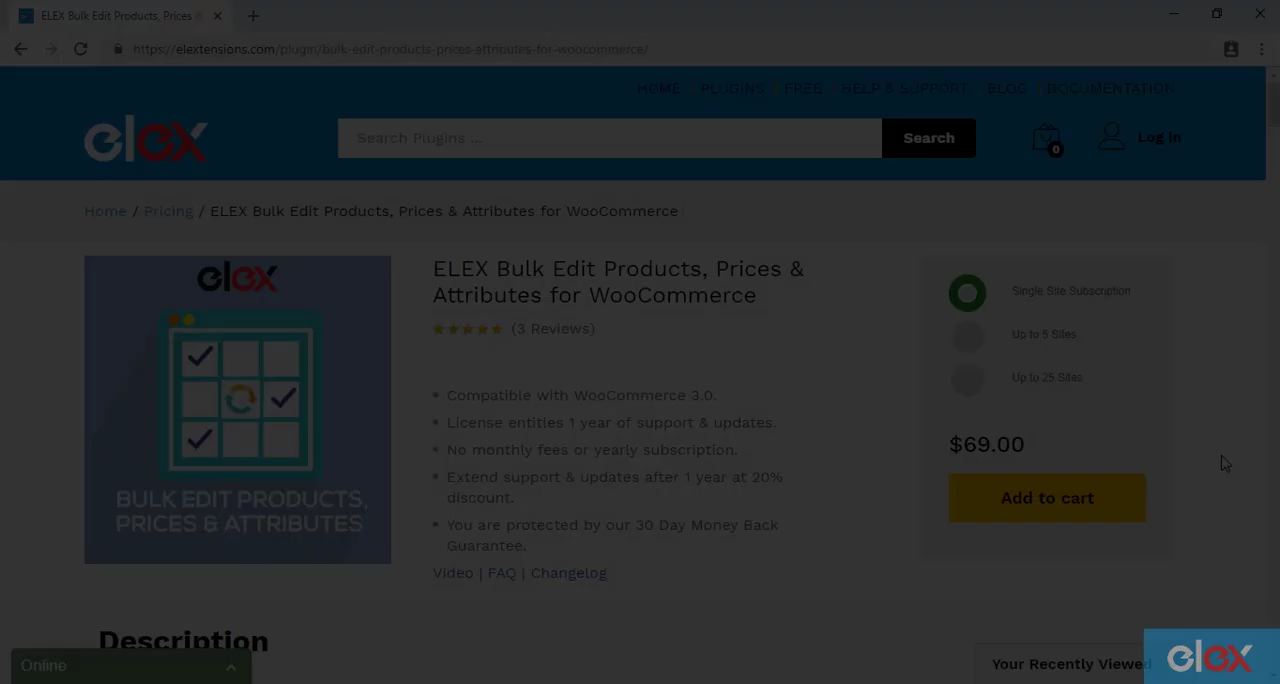 ELEX Bulk Edit Products, Prices
https://elextensions.com/plugin/bulk-edit-products-prices-attributes-for-woocommerce/
HOME PLUGINS FREE HELP & SUPPORT BLOG DOCUMENTATION
elex
Search Plugins ...
Search
0
Log In
Home / Pricing / ELEX Bulk Edit Products, Prices & Attributes for WooCommerce
elex
BULK EDIT PRODUCTS,
PRICES & ATTRIBUTES
ELEX Bulk Edit Products, Prices &
Attributes for WooCommerce
(3 Reviews)
• Compatible with WooCommerce 3.0.
• License entities 1 year of support & updates.
• No monthly fees or yearly subscription.
• Extend support & updates after 1 year at 20%
discount.
• You are protected by our 30 Day Money Back
Guarantee.
Video | FAQ | Changelog
Single Site Subscription
Up to 5 Sites
Up to 25 Sites
$69.00
Add to cart
Description
Online
Your Recently Viewed
elex